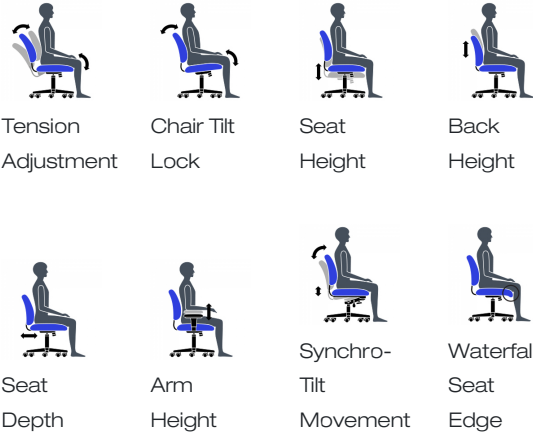 Tension
Adjustment
Chair Tilt
Lock
Seat
Height
Back
Height
Seat
Depth
Arm
Height
Synchro-
Tilt
Movement
Waterfal
Seat
Edge